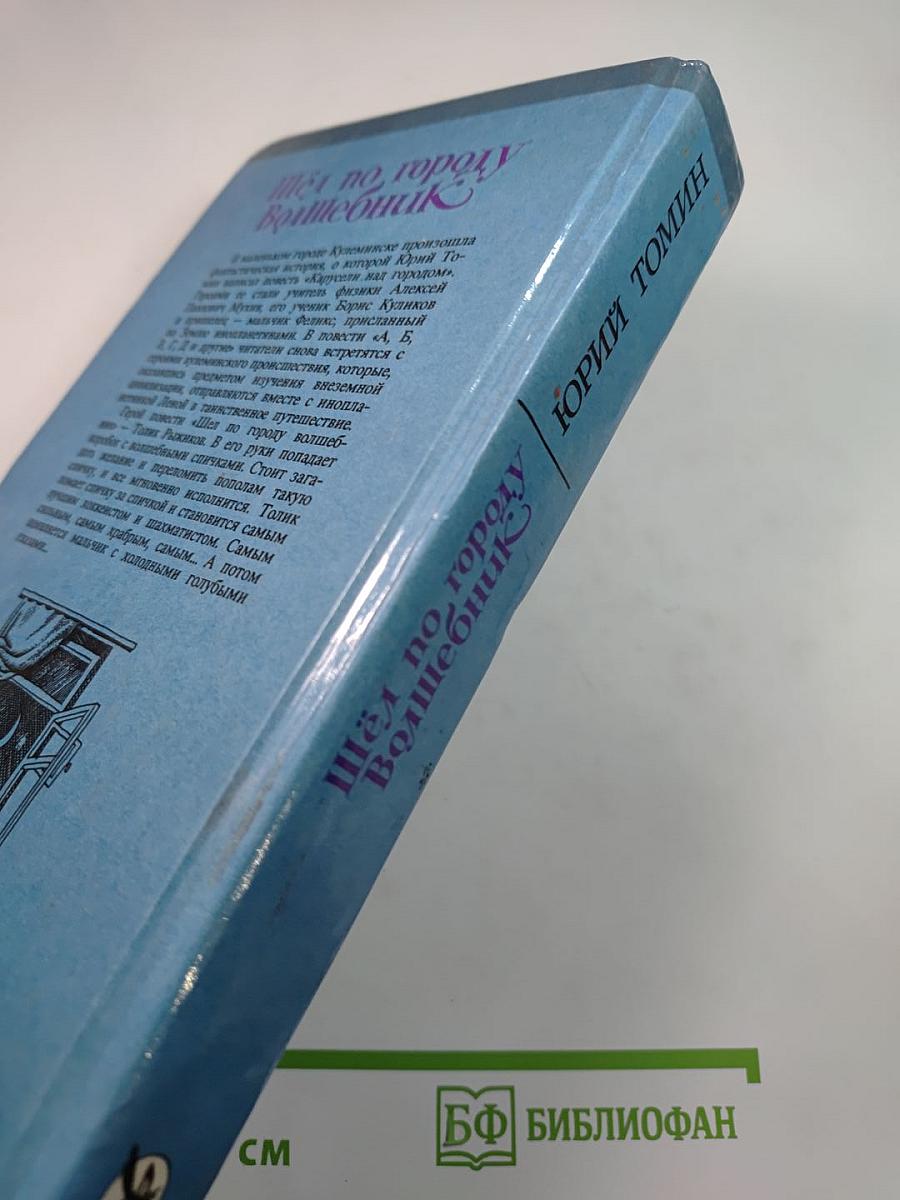 Шёл по городу
Волшебник
В маленьком городе Кулеминске произошла
фантастическая история, о которой Юрий То-
мин написал повесть «Карусели над городом».
Героями ее стали учитель физики Алексей
Палыч Мухин, его ученик Борис Куликов
и пришелец — мальчик Феликс, присланный
на Землю инопланетянами. В повести «А, Б,
В, Г, Д и другие» читатели снова встретятся с
героями кулеминского происшествия, которые,
оказавшись предметом изучения внеземной
цивилизации, отправляются вместе с инопла-
нетянкой Леной в таинственное путешествие.
Герой повести «Шел по городу волшеб-
ник» — Толик Рыжков. В его руки попадает
коробок с волшебными спичками. Стоит зага-
дать желание и переломить пополам такую
спичку, и все мгновенно исполнится. Толик
ломает спичку за спичкой и становится самым
лучшим хоккеистом и шахматистом. Самым
сильным, самым храбрым, самым... А потом
появляется мальчик с холодными голубыми
глазами...
ЮРИЙ ТОМИН
Шёл по городу
Волшебник
см
БФ БИБЛИОФАН